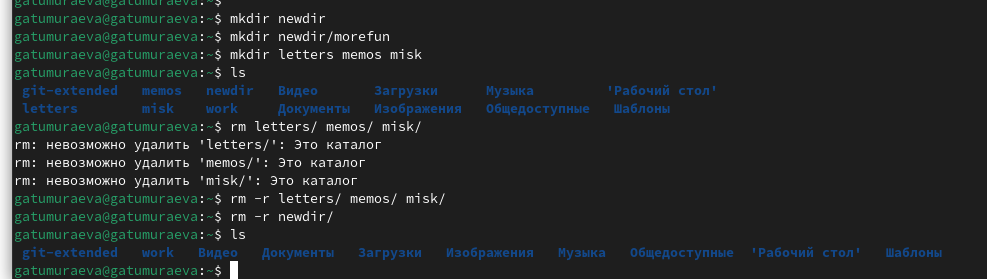 gatumuraeva@gatumuraeva:~$
gatumuraeva@gatumuraeva:~$ mkdir newdir
gatumuraeva@gatumuraeva:~$ mkdir newdir/morefun
gatumuraeva@gatumuraeva:~$ mkdir letters memos misk
gatumuraeva@gatumuraeva:~$ ls
git-extended memos newdir Видео Загрузки Музыка 'Рабочий стол'
letters misk work Документы Изображения Общедоступные Шаблоны
gatumuraeva@gatumuraeva:~$ rm letters/ memos/ misk/
rm: невозможно удалить 'letters/': Это каталог
rm: невозможно удалить 'memos/': Это каталог
rm: невозможно удалить 'misk/': Это каталог
gatumuraeva@gatumuraeva:~$ rm -r letters/ memos/ misk/
gatumuraeva@gatumuraeva:~$ rm -r newdir/
gatumuraeva@gatumuraeva:~$ ls
git-extended work Видео Документы Загрузки Изображения Музыка Общедоступные 'Рабочий стол' Шаблоны
gatumuraeva@gatumuraeva:~$